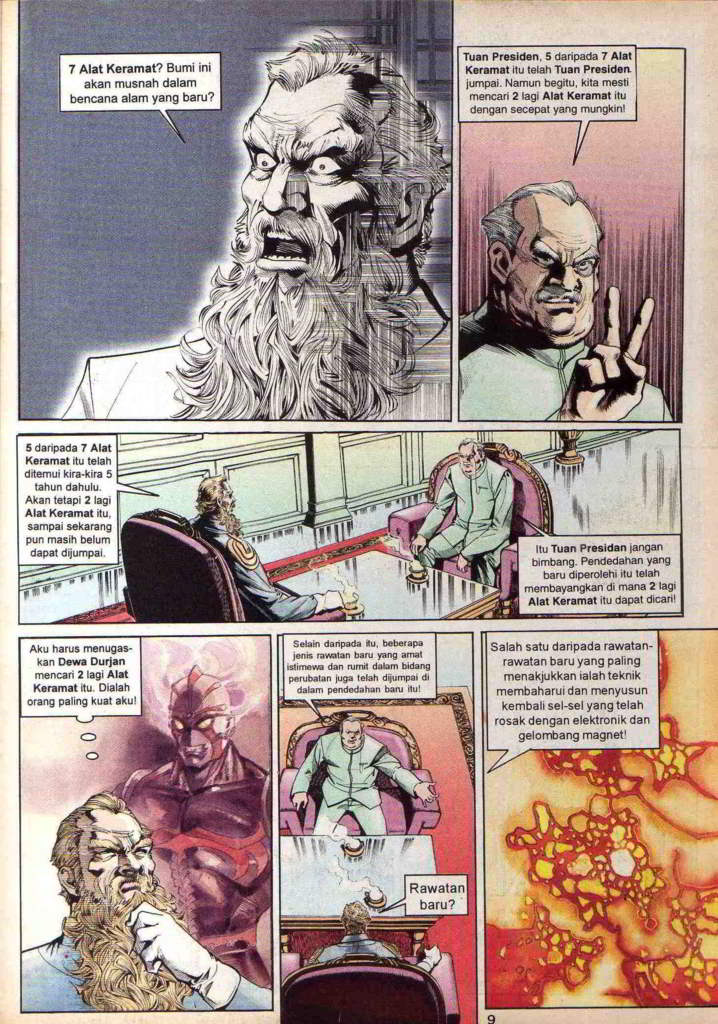 7 Alat Keramat? Bumi ini
akan musnah dalam
bencana alam yang baru?
Tuan Presiden, 5 daripada 7 Alat
Keramat itu telah Tuan Presiden
jumpai. Namun begitu, kita mesti
mencari 2 lagi Alat Keramat itu
dengan secepat yang mungkin!
5 daripada 7 Alat
Keramat itu telah
ditemui kira-kira 5
tahun dahulu.
Akan tetapi 2 lagi
Alat Keramat itu,
sampai sekarang
pun masih belum
dapat dijumpai.
Itu Tuan Presidan jangan
bimbang. Pendedahan yang
baru diperolehi itu telah
membayangkan di mana 2 lagi
Alat Keramat itu dapat dicari!
Aku harus menugas-
kan Dewa Durjan
mencari 2 lagi Alat
Keramat itu. Dialah
orang paling kuat aku!
Selain daripada itu, beberapa
jenis rawatan baru yang amat
istimewa dan rumit dalam bidang
perubatan juga telah dijumpai di
dalam pendedahan baru itu!
Rawatan
baru?
Salah satu daripada rawatan-
rawatan baru yang paling
menakjukkan ialah teknik
membaharui dan menyusun
kembali sel-sel yang telah
rosak dengan elektronik dan
gelombang magnet!
9